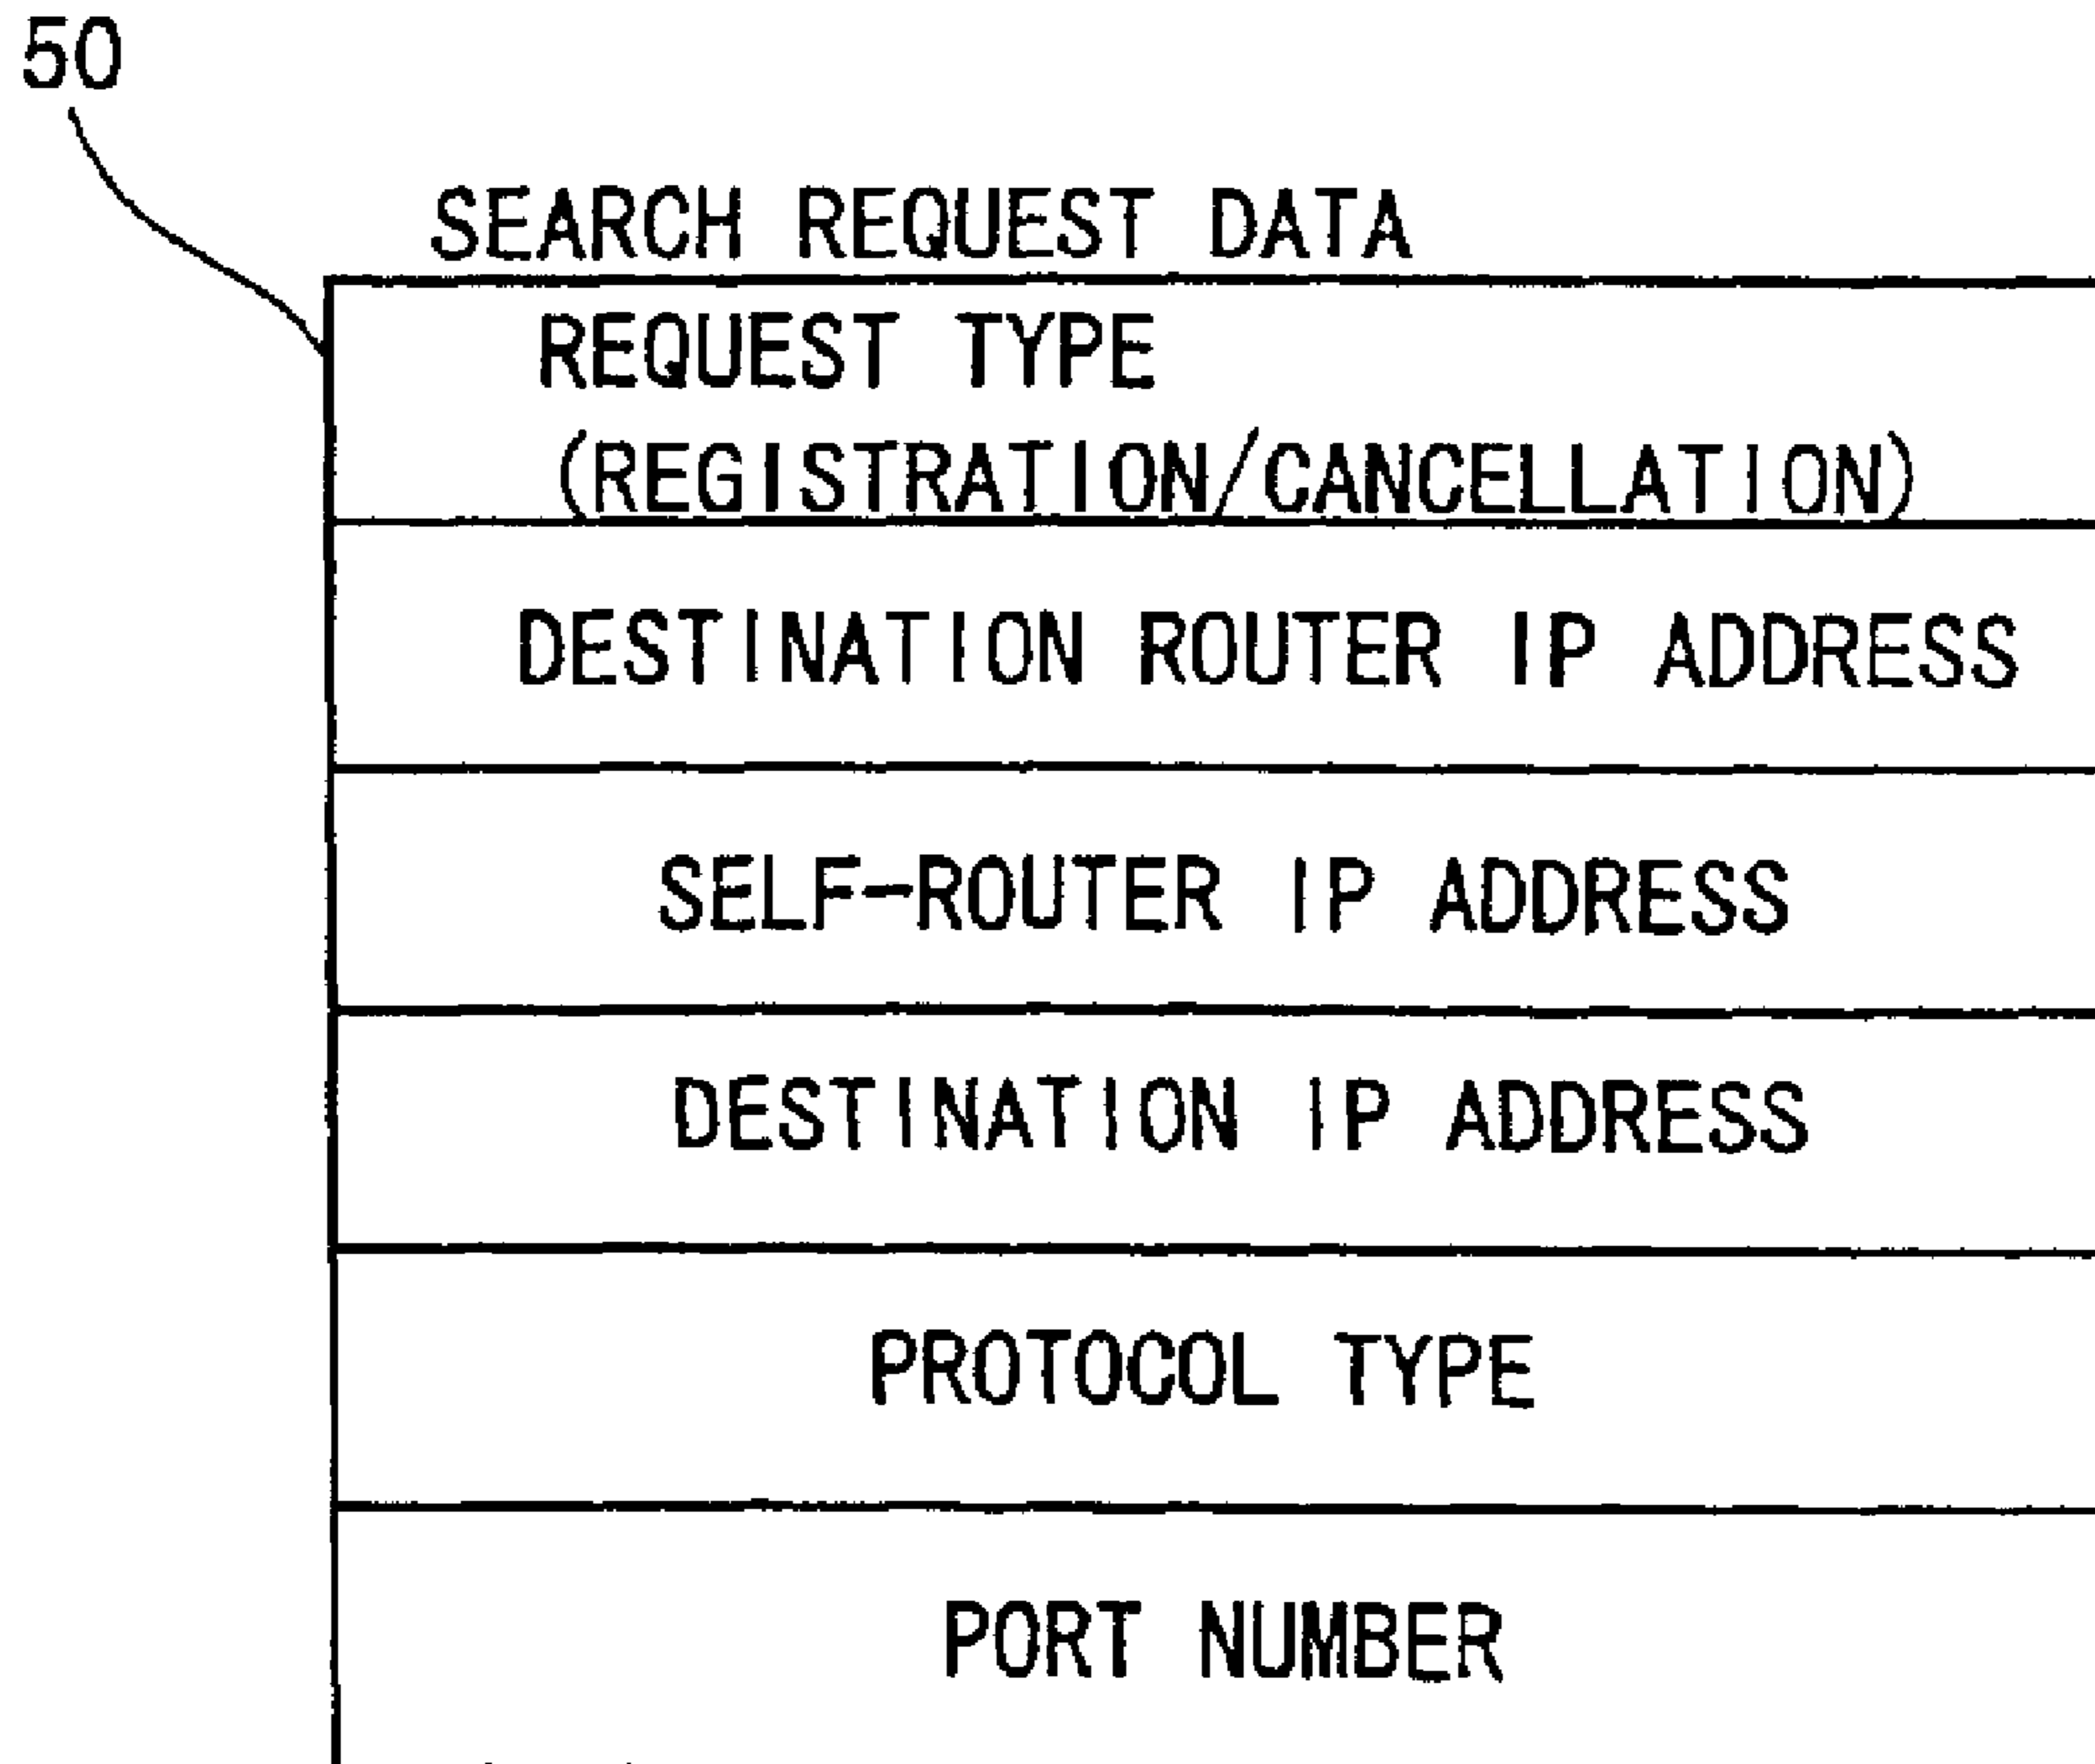 50
SEARCH REQUEST DATA
REQUEST TYPE
(REGISTRATION/CANCELLATION)
DESTINATION ROUTER IP ADDRESS
SELF-ROUTER IP ADDRESS
DESTINATION IP ADDRESS
PROTOCOL TYPE
PORT NUMBER